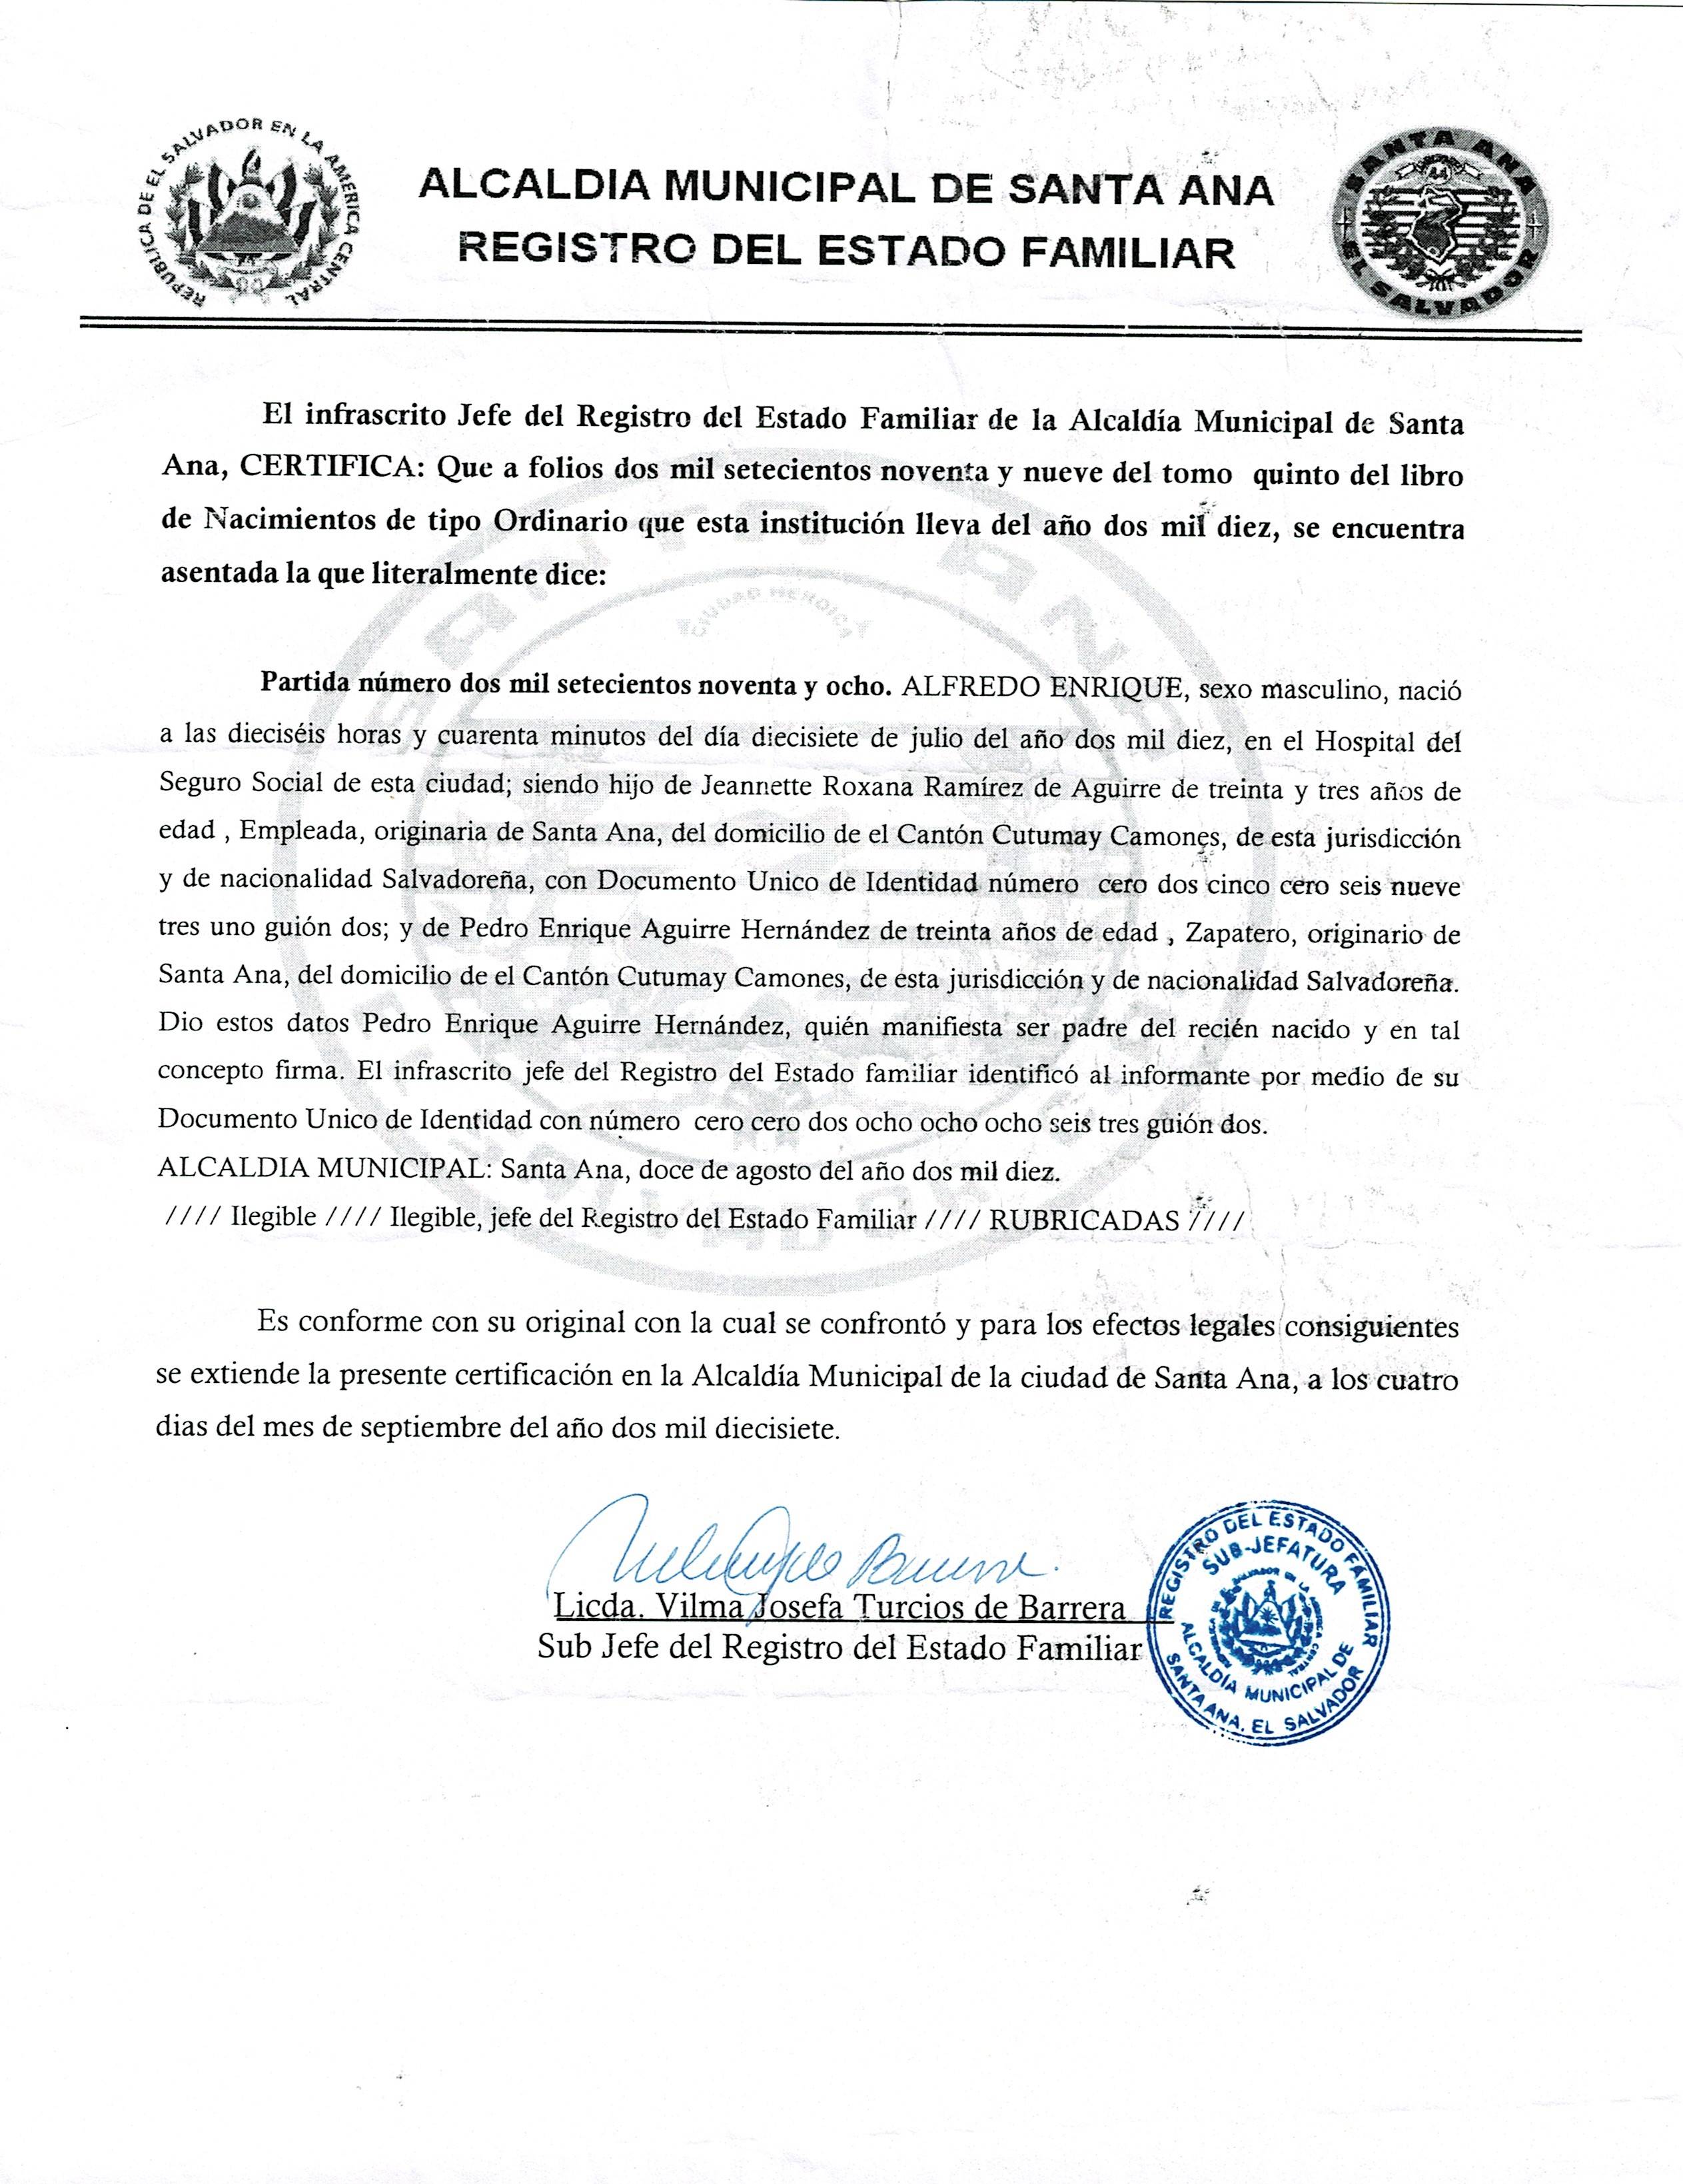 REPUBLICA DE EL SALVADOR EN LA AMERICA CENTRAL
ALCALDIA MUNICIPAL DE SANTA ANA
REGISTRO DEL ESTADO FAMILIAR
SANTA ANA
44
EL SALVADOR
El infrascrito Jefe del Registro del Estado Familiar de la Alcaldía Municipal de Santa
Ana, CERTIFICA: Que a folios dos mil setecientos noventa y nueve del tomo quinto del libro
de Nacimientos de tipo Ordinario que esta institución lleva del año dos mil diez, se encuentra
asentada la que literalmente dice:
SANTA ANA
CIUDAD HEROICA
Partida número dos mil setecientos noventa y ocho. ALFREDO ENRIQUE, sexo masculino, nació
a las dieciséis horas y cuarenta minutos del día diecisiete de julio del año dos mil diez, en el Hospital del
Seguro Social de esta ciudad; siendo hijo de Jeannette Roxana Ramírez de Aguirre de treinta y tres años de
edad , Empleada, originaria de Santa Ana, del domicilio de el Cantón Cutumay Camones, de esta jurisdicción
y de nacionalidad Salvadoreña, con Documento Unico de Identidad número cero dos cinco cero seis nueve
tres uno guión dos; y de Pedro Enrique Aguirre Hernández de treinta años de edad , Zapatero, originario de
Santa Ana, del domicilio de el Cantón Cutumay Camones, de esta jurisdicción y de nacionalidad Salvadoreña.
Dio estos datos Pedro Enrique Aguirre Hernández, quién manifiesta ser padre del recién nacido y en tal
concepto firma. El infrascrito jefe del Registro del Estado familiar identificó al informante por medio de su
Documento Unico de Identidad con número cero cero dos ocho ocho ocho seis tres guión dos.
ALCALDIA MUNICIPAL: Santa Ana, doce de agosto del año dos mil diez.
//// Ilegible //// Ilegible, jefe del Registro del Estado Familiar //// RUBRICADAS ////
Es conforme con su original con la cual se confrontó y para los efectos legales consiguientes
se extiende la presente certificación en la Alcaldía Municipal de la ciudad de Santa Ana, a los cuatro
dias del mes de septiembre del año dos mil diecisiete.
Licda. Vilma Josefa Turcios de Barrera
Sub Jefe del Registro del Estado Familiar
REGISTRO DEL ESTADO FAMILIAR
SUB-JEFATURA
ALCALDÍA MUNICIPAL DE
SANTA ANA, EL SALVADOR